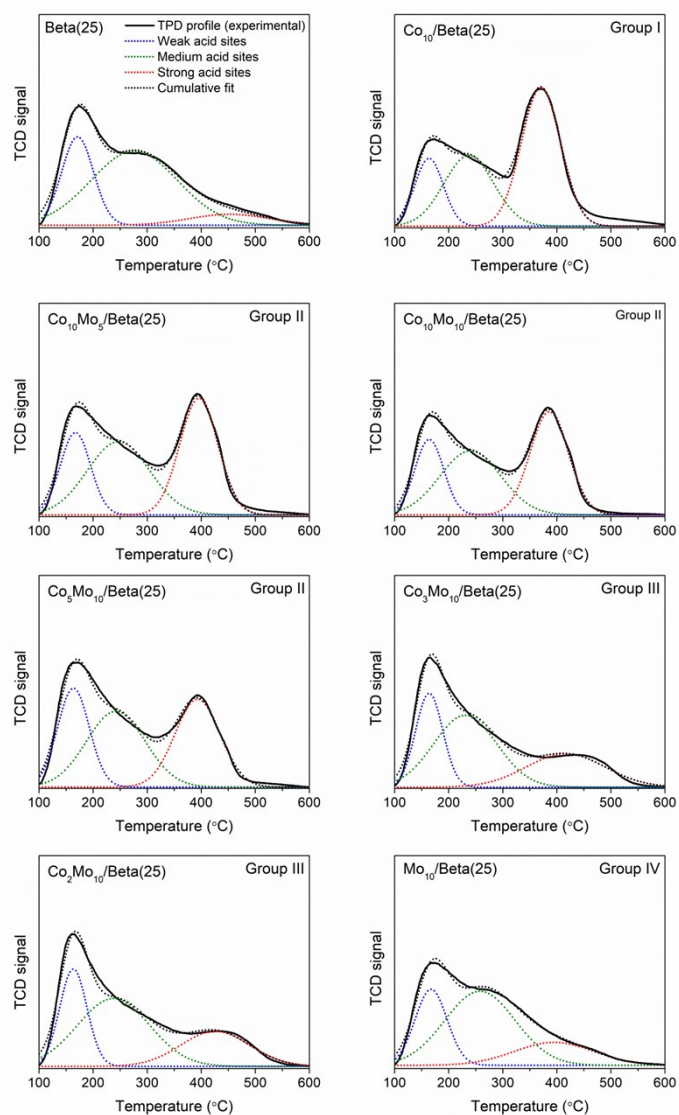 Beta(25)
TPD profile (experimental)
Weak acid sites
Medium acid sites
Strong acid sites
Cumulative fit
TCD signal
100 200 300 400 500 600
Temperature (°C)
Co₁₀/Beta(25)
Group I
TCD signal
100 200 300 400 500 600
Temperature (°C)
Co₁₀Mo₅/Beta(25)
Group II
TCD signal
100 200 300 400 500 600
Temperature (°C)
Co₁₀Mo₁₀/Beta(25)
Group II
TCD signal
100 200 300 400 500 600
Temperature (°C)
Co₅Mo₁₀/Beta(25)
Group II
TCD signal
100 200 300 400 500 600
Temperature (°C)
Co₃Mo₁₀/Beta(25)
Group III
TCD signal
100 200 300 400 500 600
Temperature (°C)
Co₂Mo₁₀/Beta(25)
Group III
TCD signal
100 200 300 400 500 600
Temperature (°C)
Mo₁₀/Beta(25)
Group IV
TCD signal
100 200 300 400 500 600
Temperature (°C)